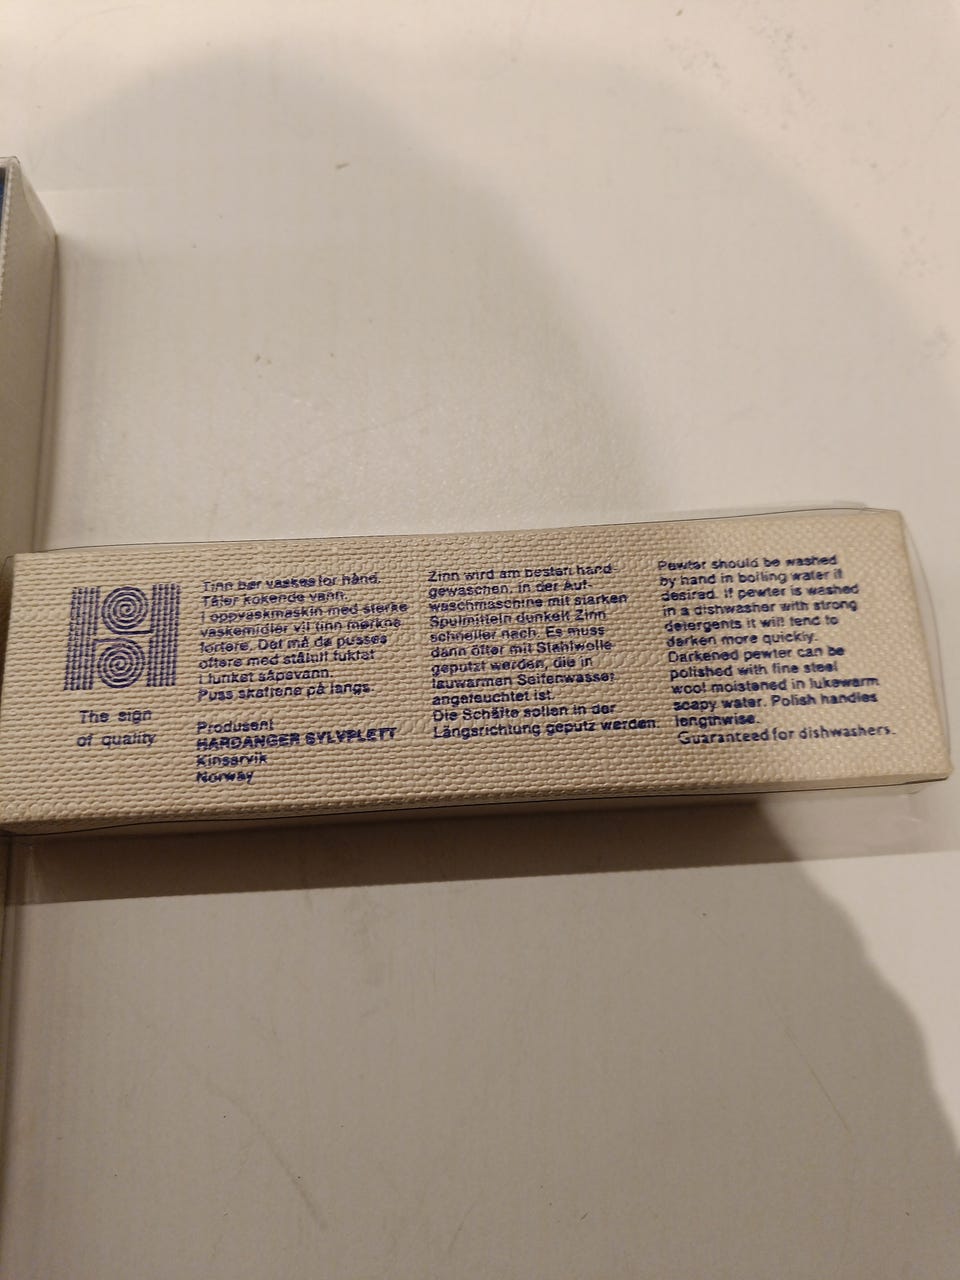 The sign
of quality
Tinn bør vaskes for hånd.
Tåler kokende vann.
I oppvaskmaskin med sterke
vaskemidler vil tinn mørkne
fortere. Det må da pusses
oftere med stålull fuktet
i lunket såpevann.
Puss skaftene på langs.
Produsent
HARDANGER SYLVPLETT
Kinsarvik
Norway
Zinn wird am besten hand-
gewaschen, in der Auf-
waschmaschine mit starken
Spulmitteln dunkelt Zinn
schneller nach. Es muss
dann öfter mit Stahlwolle
geputzt werden, die in
lauwarmen Seifenwasser
angefeuchtet ist.
Die Schäfte sollen in der
Längsrichtung geputz werden.
Pewter should be washed
by hand in boiling water if
desired. If pewter is washed
in a dishwasher with strong
detergents it will tend to
darken more quickly.
Darkened pewter can be
polished with fine steel
wool moistened in lukewarm
soapy water. Polish handles
lengthwise.
Guaranteed for dishwashers.